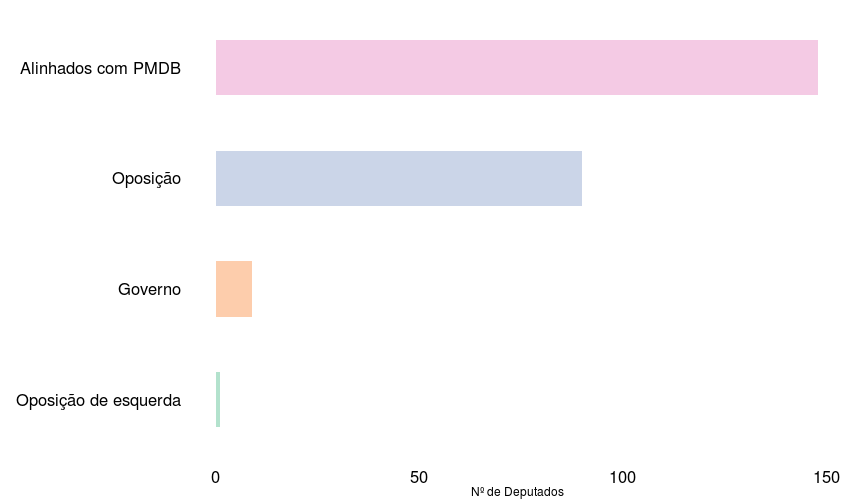 Alinhados com PMDB
Oposição
Governo
Oposição de esquerda
0 50 100 150
Nº de Deputados